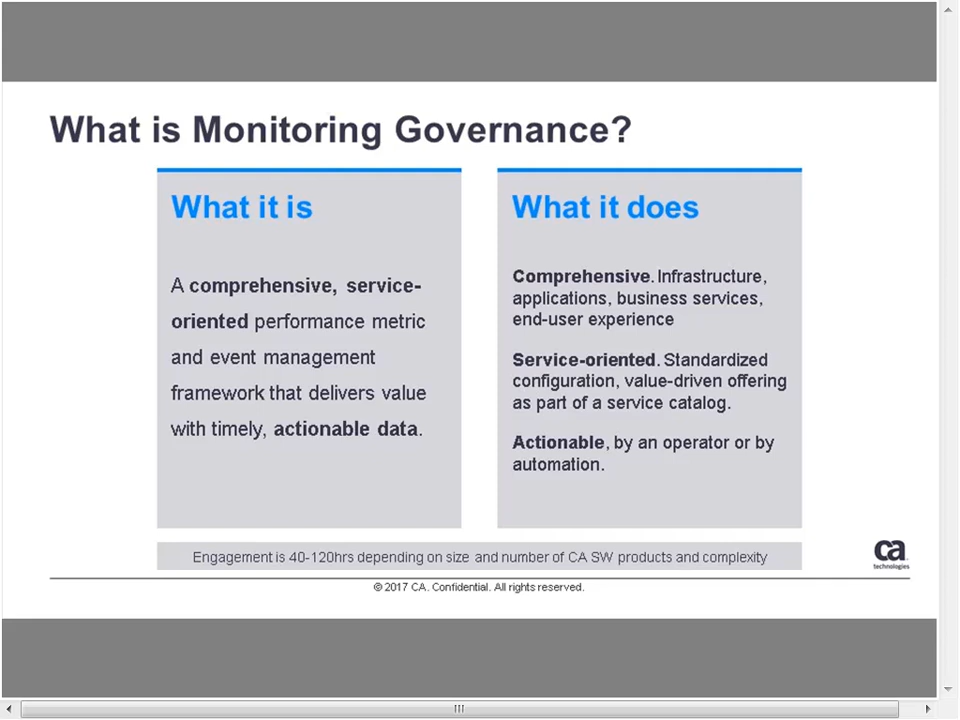 What is Monitoring Governance?
What it is
A comprehensive, service-
oriented performance metric
and event management
framework that delivers value
with timely, actionable data.
What it does
Comprehensive. Infrastructure,
applications, business services,
end-user experience
Service-oriented. Standardized
configuration, value-driven offering
as part of a service catalog.
Actionable, by an operator or by
automation.
Engagement is 40-120hrs depending on size and number of CA SW products and complexity
ca
technologies
© 2017 CA. Confidential. All rights reserved.